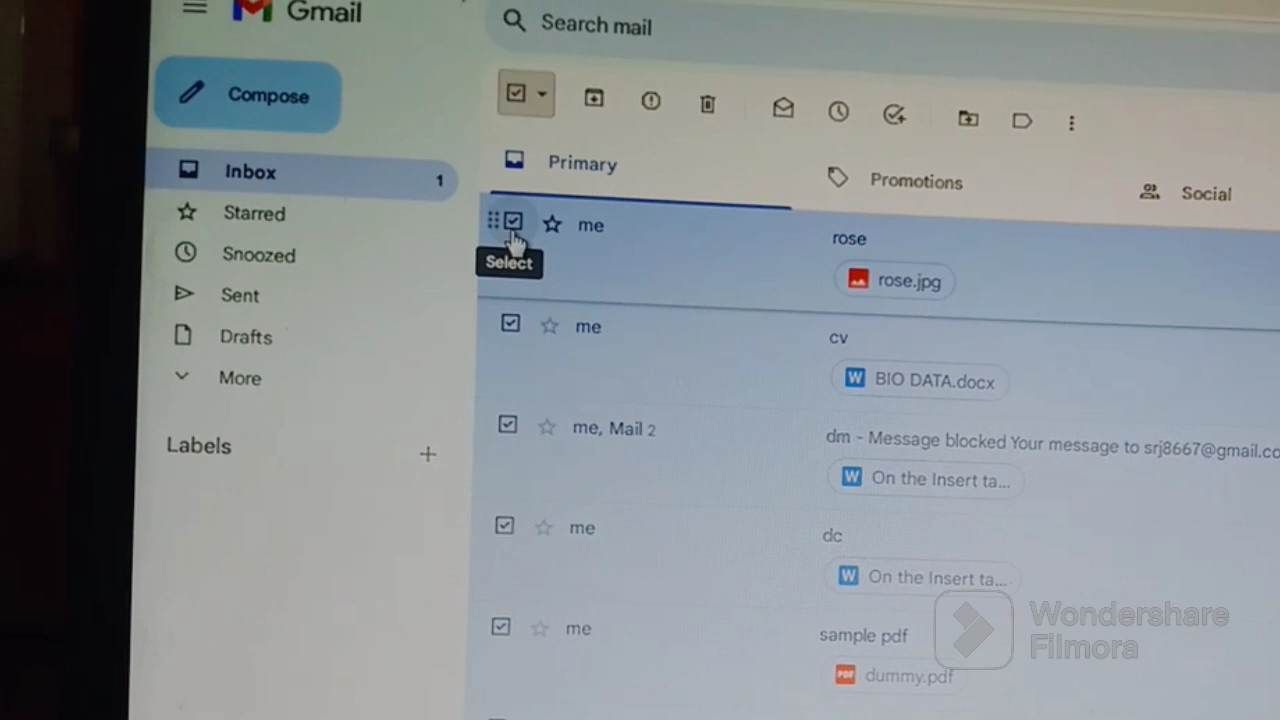 Gmail
Search mail
Compose
Inbox 1
Starred
Snoozed
Sent
Drafts
More
Labels
Primary
Promotions
Social
me
rose
rose.jpg
Select
me
cv
BIO DATA.docx
me, Mail 2
dm - Message blocked Your message to srj8667@gmail.co
On the Insert ta...
me
dc
On the Insert ta...
me
sample pdf
dummy.pdf
Wondershare
Filmora